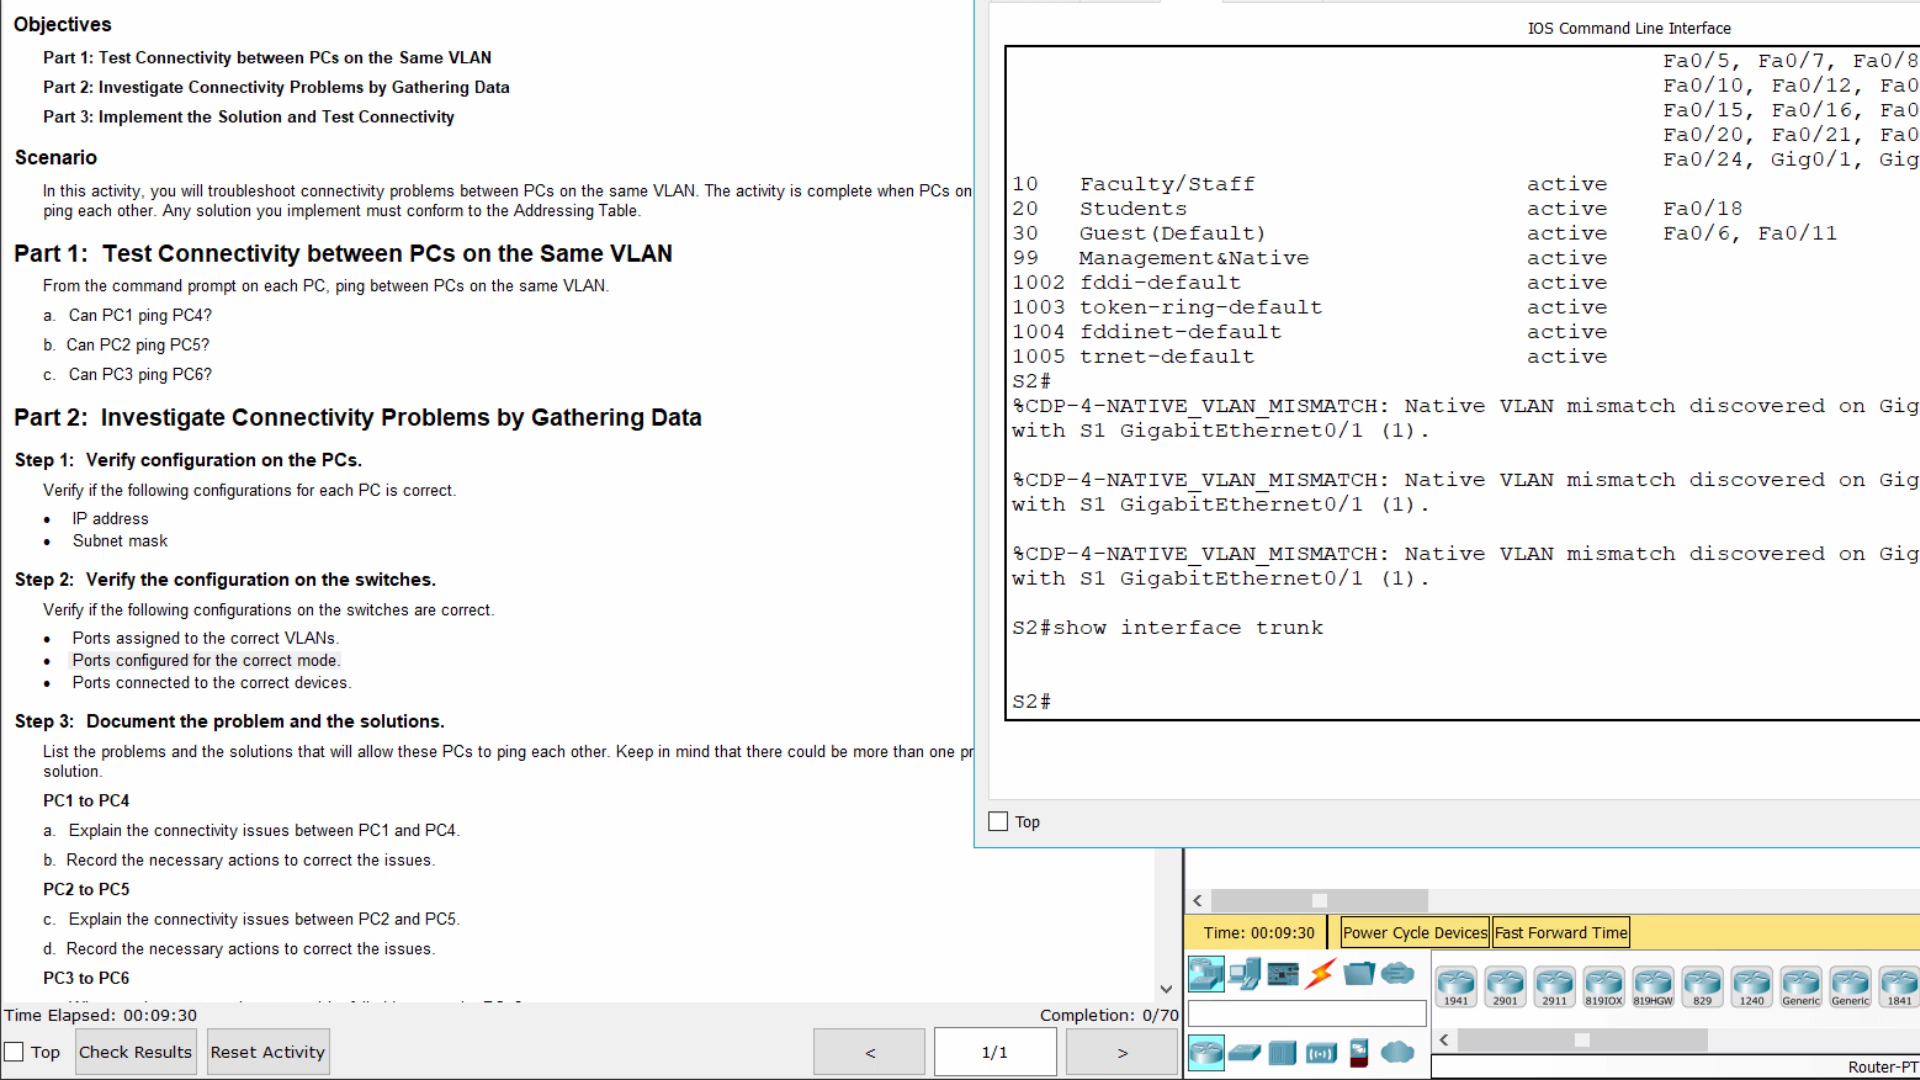 Objectives
Part 1: Test Connectivity between PCs on the Same VLAN
Part 2: Investigate Connectivity Problems by Gathering Data
Part 3: Implement the Solution and Test Connectivity
Scenario
In this activity, you will troubleshoot connectivity problems between PCs on the same VLAN. The activity is complete when PCs on
ping each other. Any solution you implement must conform to the Addressing Table.
Part 1: Test Connectivity between PCs on the Same VLAN
From the command prompt on each PC, ping between PCs on the same VLAN.
a. Can PC1 ping PC4?
b. Can PC2 ping PC5?
c. Can PC3 ping PC6?
Part 2: Investigate Connectivity Problems by Gathering Data
Step 1: Verify configuration on the PCs.
Verify if the following configurations for each PC is correct.
• IP address
• Subnet mask
Step 2: Verify the configuration on the switches.
Verify if the following configurations on the switches are correct.
• Ports assigned to the correct VLANs.
• Ports configured for the correct mode.
• Ports connected to the correct devices.
Step 3: Document the problem and the solutions.
List the problems and the solutions that will allow these PCs to ping each other. Keep in mind that there could be more than one pr
solution.
PC1 to PC4
a. Explain the connectivity issues between PC1 and PC4.
b. Record the necessary actions to correct the issues.
PC2 to PC5
c. Explain the connectivity issues between PC2 and PC5.
d. Record the necessary actions to correct the issues.
PC3 to PC6
Time Elapsed: 00:09:30
Completion: 0/70
Top
Check Results
Reset Activity
<
1/1
>
IOS Command Line Interface
Fa0/5, Fa0/7, Fa0/8
Fa0/10, Fa0/12, Fa0
Fa0/15, Fa0/16, Fa0
Fa0/20, Fa0/21, Fa0
Fa0/24, Gig0/1, Gig
10 Faculty/Staff active
20 Students active Fa0/18
30 Guest(Default) active Fa0/6, Fa0/11
99 Management&Native active
1002 fddi-default active
1003 token-ring-default active
1004 fddinet-default active
1005 trnet-default active
S2#
%CDP-4-NATIVE_VLAN_MISMATCH: Native VLAN mismatch discovered on Gig
with S1 GigabitEthernet0/1 (1).
%CDP-4-NATIVE_VLAN_MISMATCH: Native VLAN mismatch discovered on Gig
with S1 GigabitEthernet0/1 (1).
%CDP-4-NATIVE_VLAN_MISMATCH: Native VLAN mismatch discovered on Gig
with S1 GigabitEthernet0/1 (1).
S2#show interface trunk
S2#
Top
Time: 00:09:30
Power Cycle Devices
Fast Forward Time
1941
2901
2911
819IOX
819HGW
829
1240
Generic
Generic
1841
Router-PT